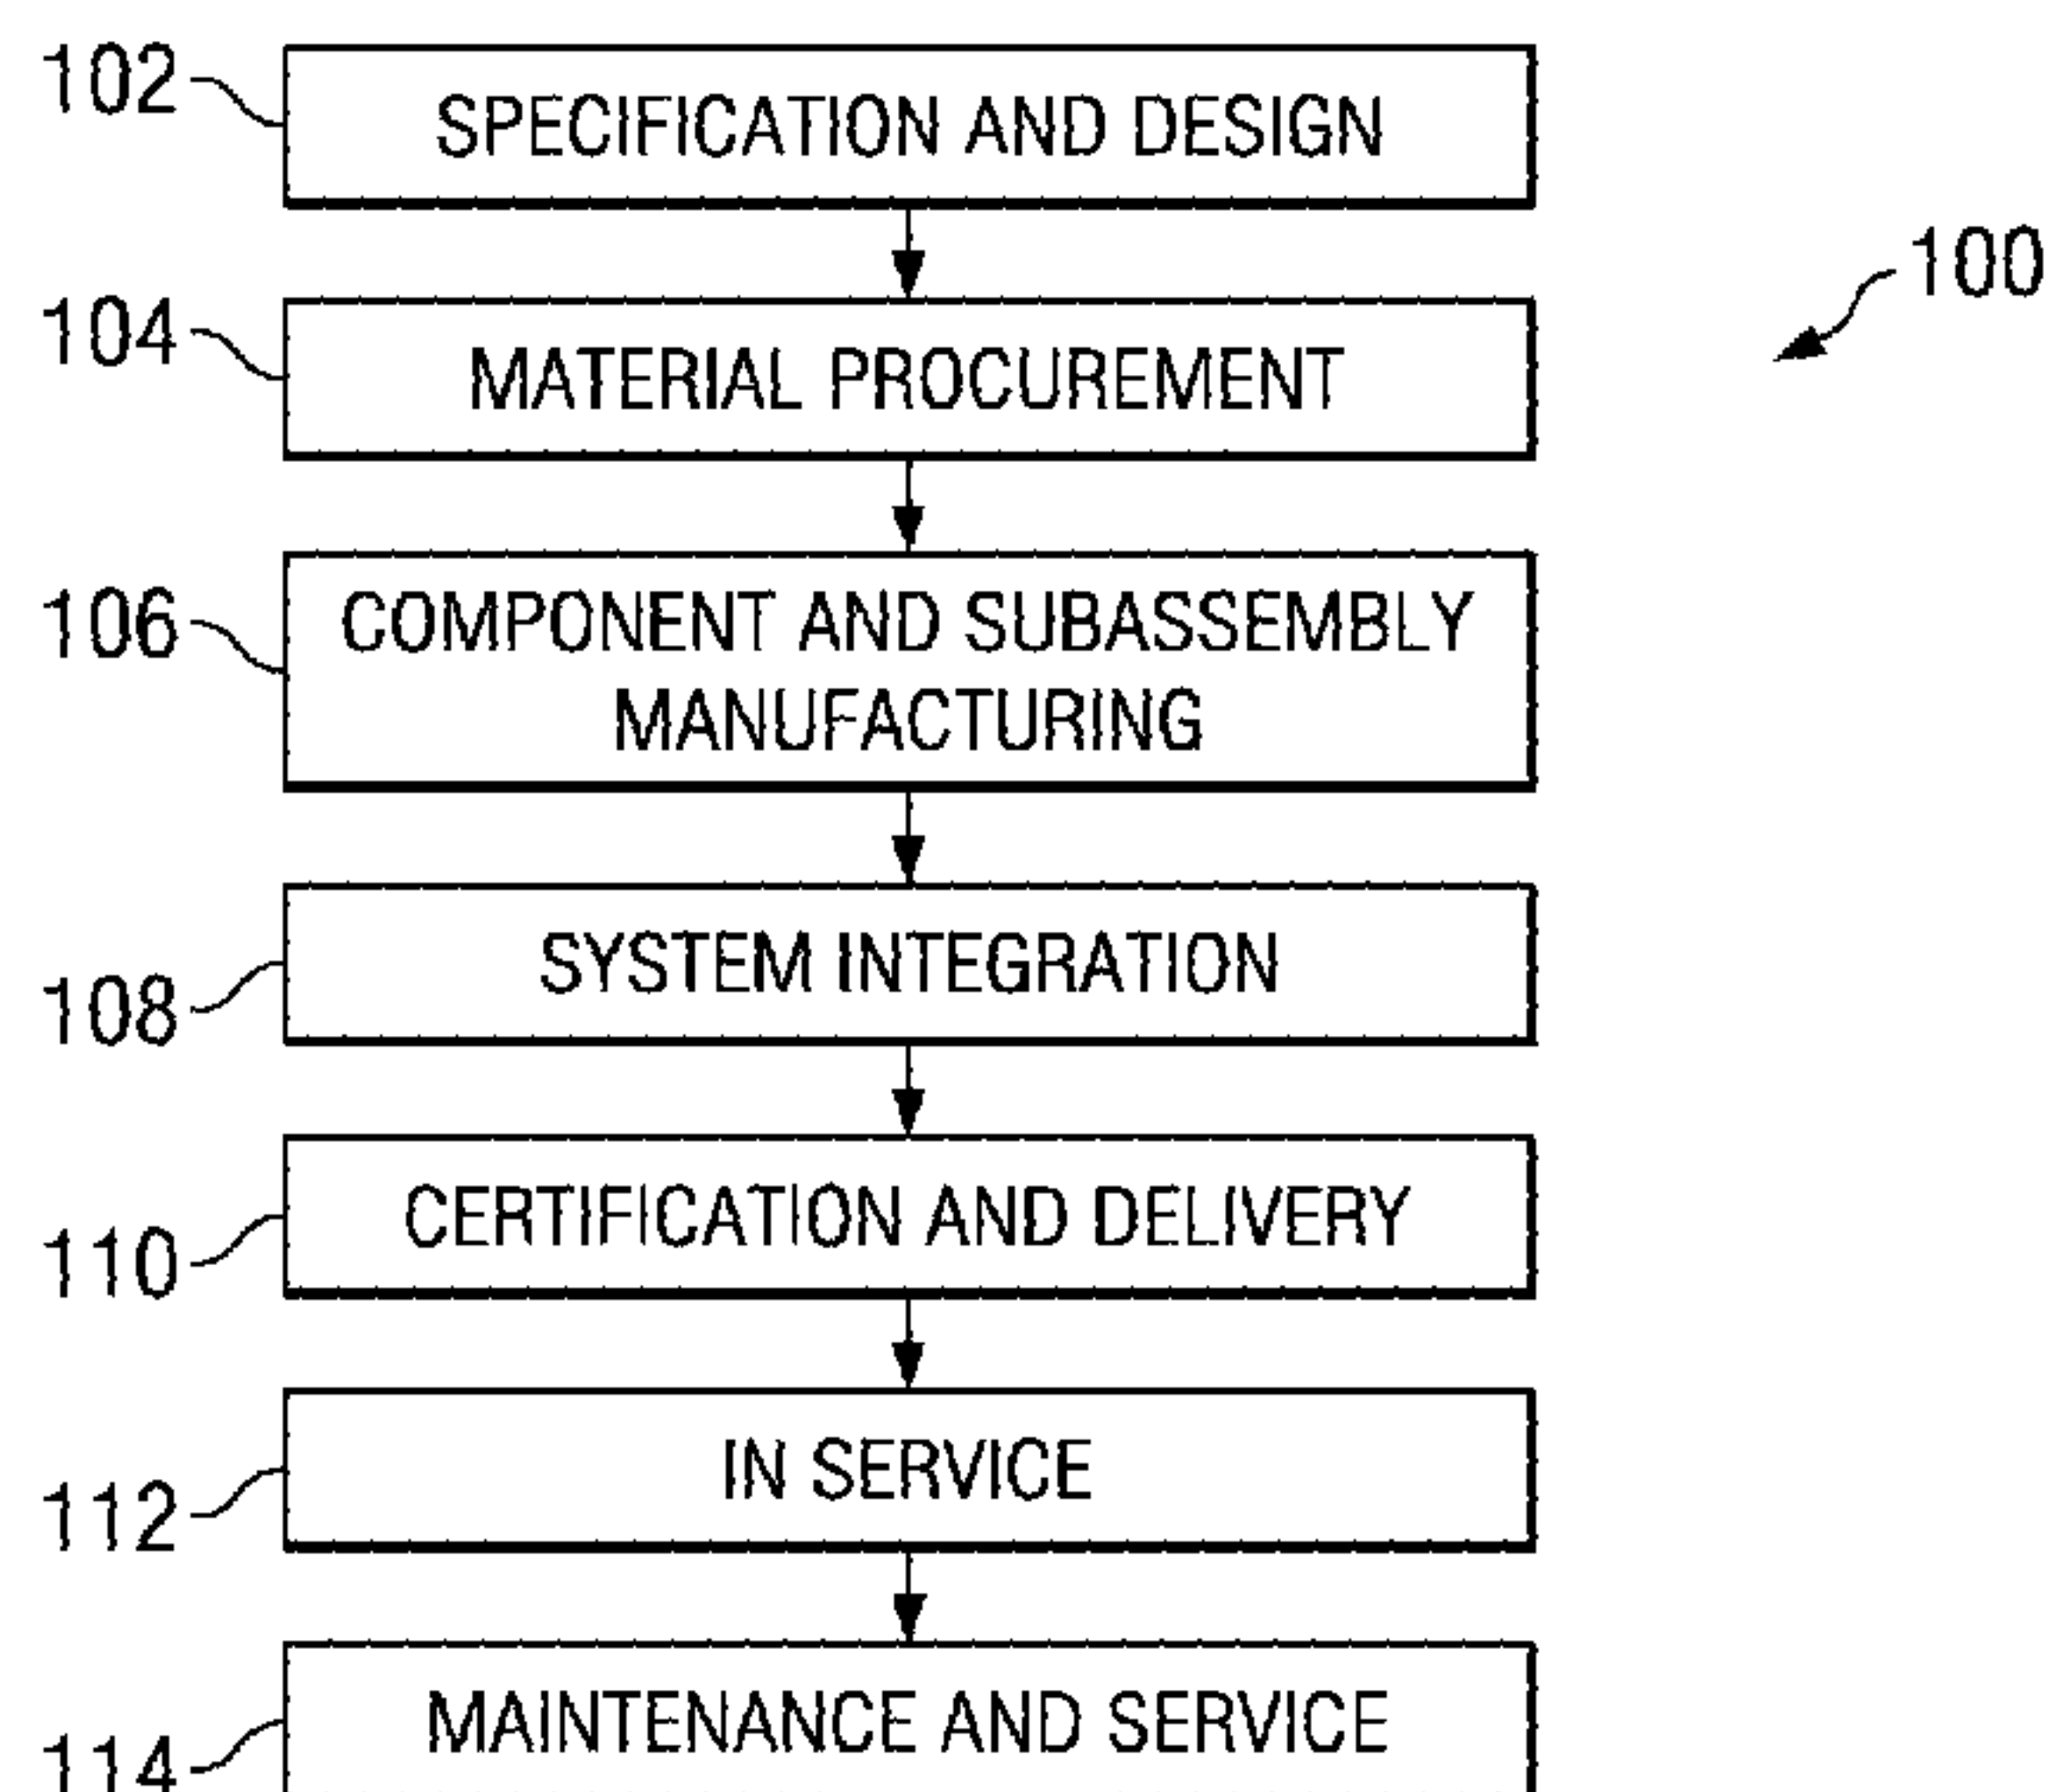 102
SPECIFICATION AND DESIGN
100
104
MATERIAL PROCUREMENT
106
COMPONENT AND SUBASSEMBLY
MANUFACTURING
108
SYSTEM INTEGRATION
110
CERTIFICATION AND DELIVERY
112
IN SERVICE
114
MAINTENANCE AND SERVICE